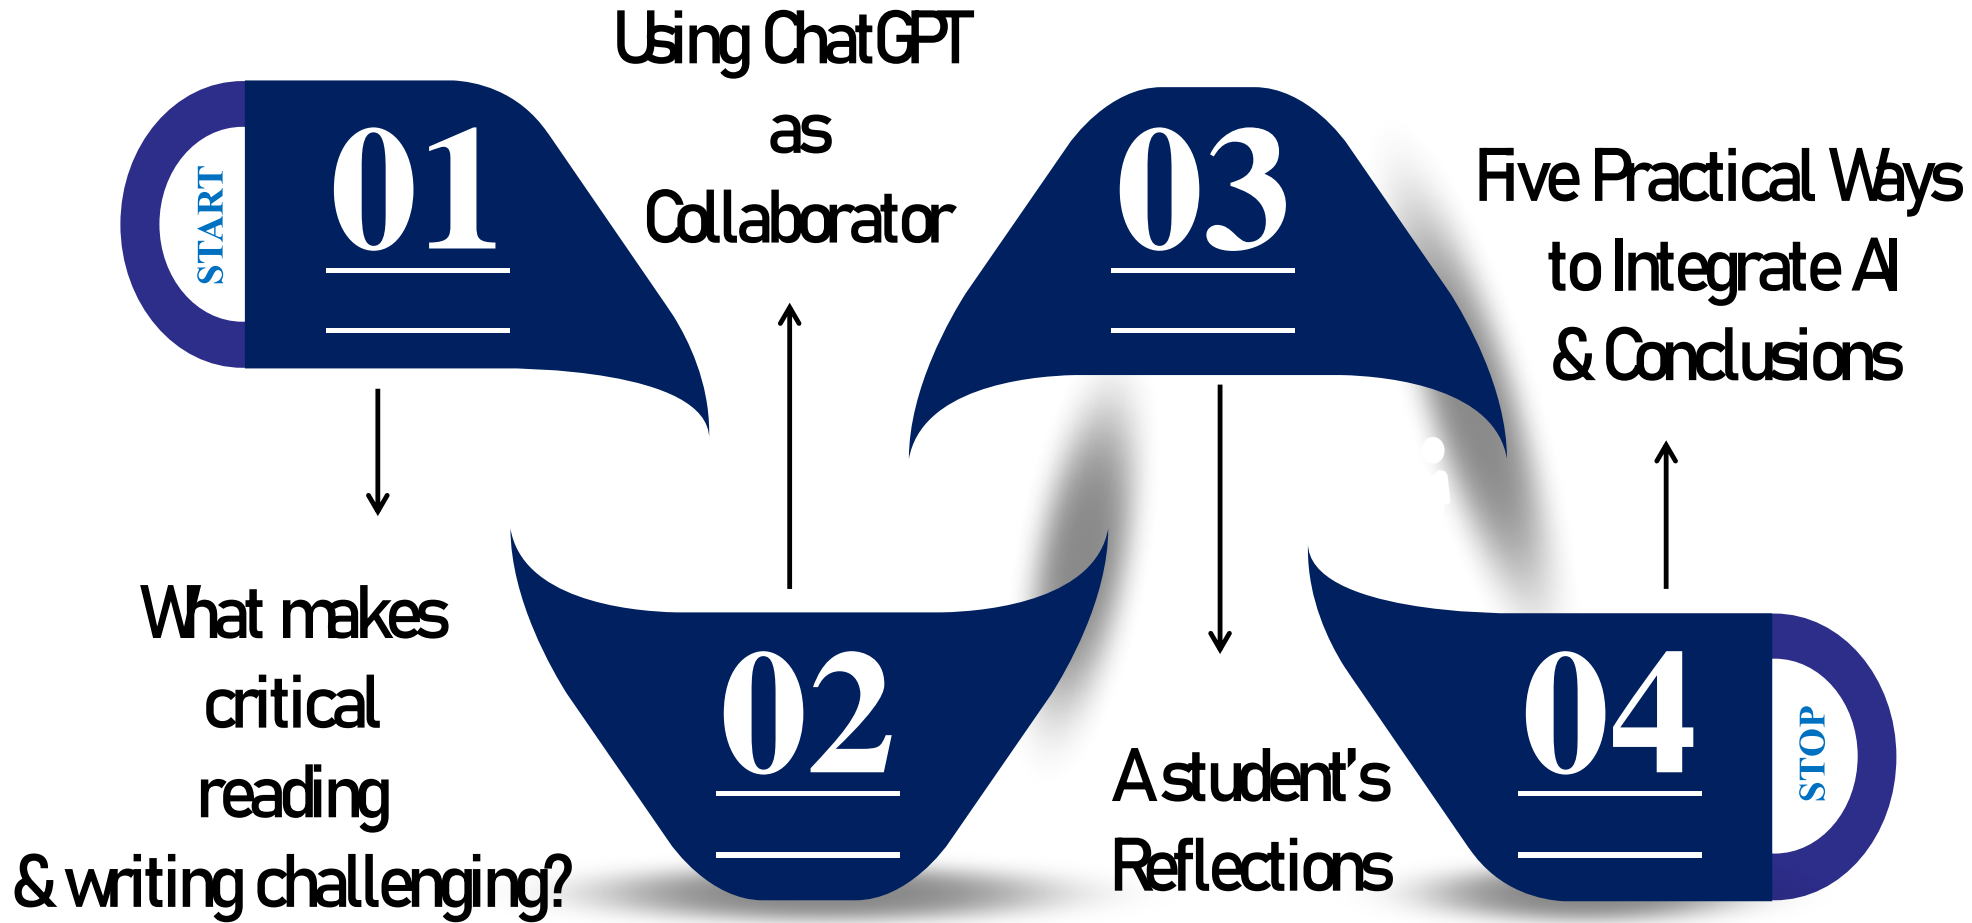 START
01
What makes
critical
reading
& writing challenging?
Using ChatGPT
as
Collaborator
02
03
A student's
Reflections
Five Practical Ways
to Integrate AI
& Conclusions
04
STOP